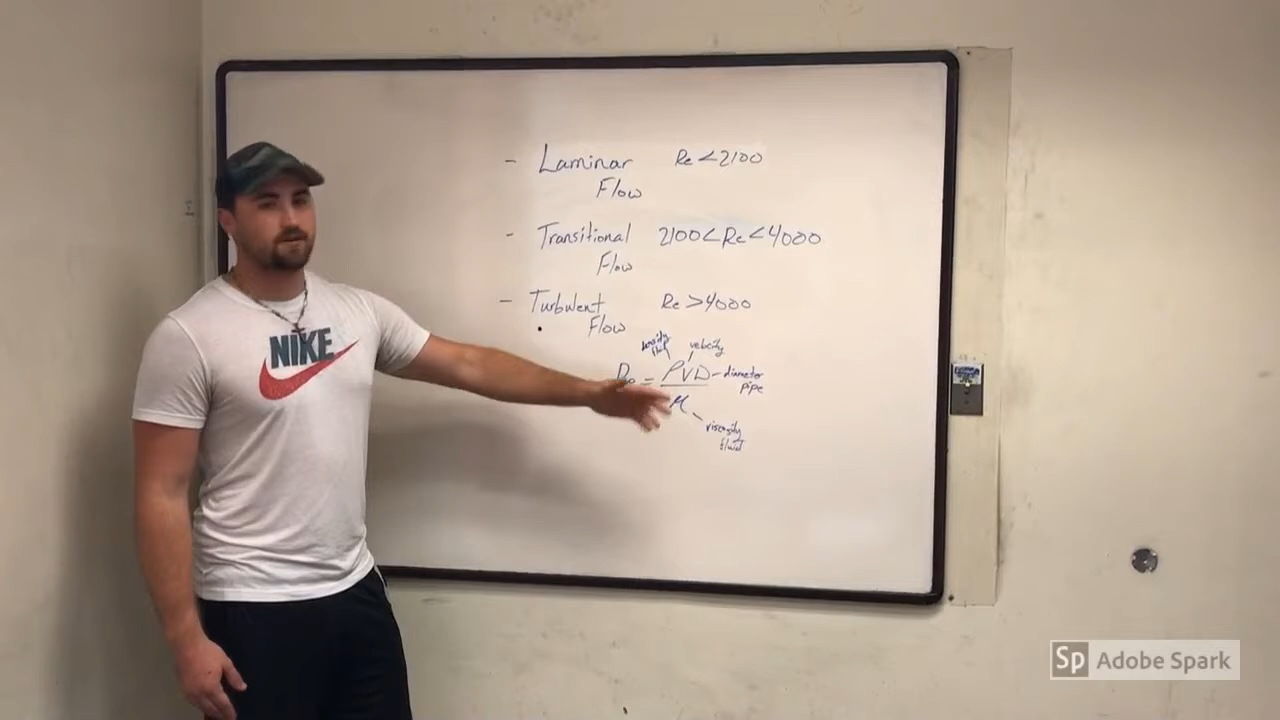 - Laminar Re < 2100
Flow
- Transitional 2100 < Re < 4000
Flow
- Turbulent Re > 4000
Flow
density velocity
fluid
Re = ρVD - diameter
pipe
μ
viscosity
fluid
NIKE
Sp Adobe Spark